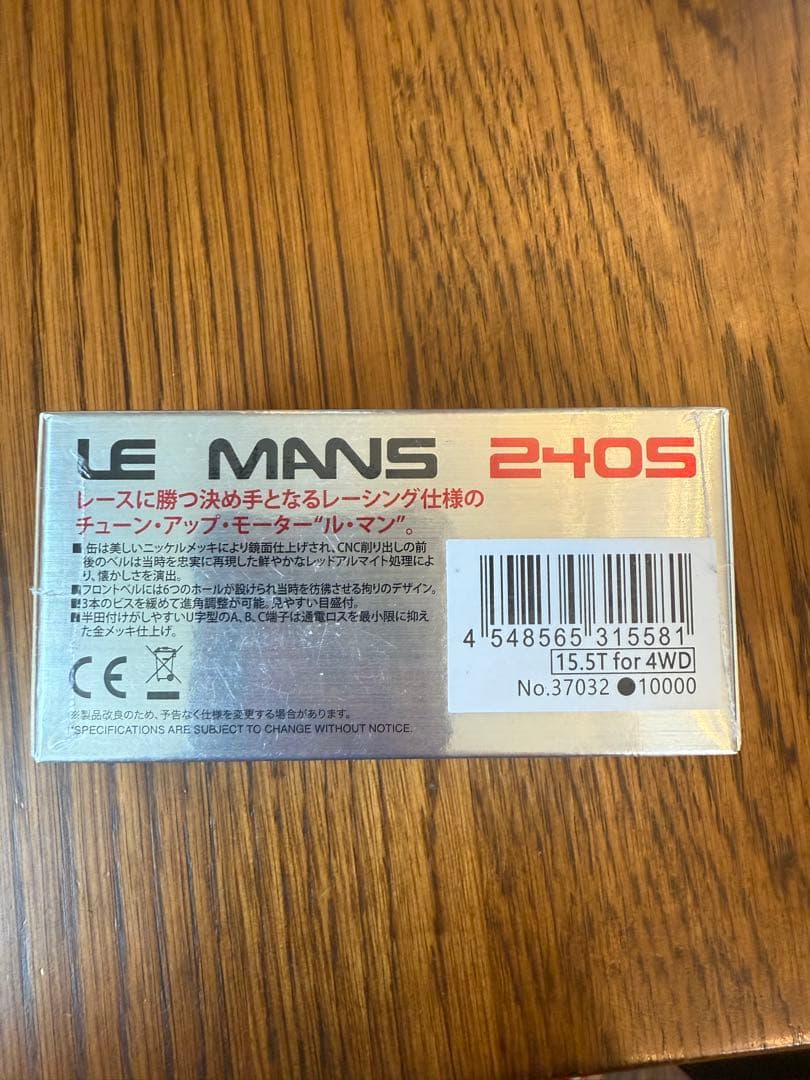 LE MANS 240S
レースに勝つ決め手となるレーシング仕様の
チューン・アップ・モーター“ル・マン”。
■ 缶は美しいニッケルメッキにより鏡面仕上げされ、CNC削り出しの前
後のベルは当時を忠実に再現した鮮やかなレッドアルマイト処理によ
り、懐かしさを演出。
■フロントベルには6つのホールが設けられ当時を彷彿させる拘りのデザイン。
■3本のビスを緩めて進角調整が可能。見やすい目盛付。
■半田付けがしやすいU字型のA、B、C端子は通電ロスを最小限に抑え
た金メッキ仕上げ。
4 548565 315581
15.5T for 4WD
No.37032 ●10000
CE
※製品改良のため、予告なく仕様を変更する場合があります。
*SPECIFICATIONS ARE SUBJECT TO CHANGE WITHOUT NOTICE.